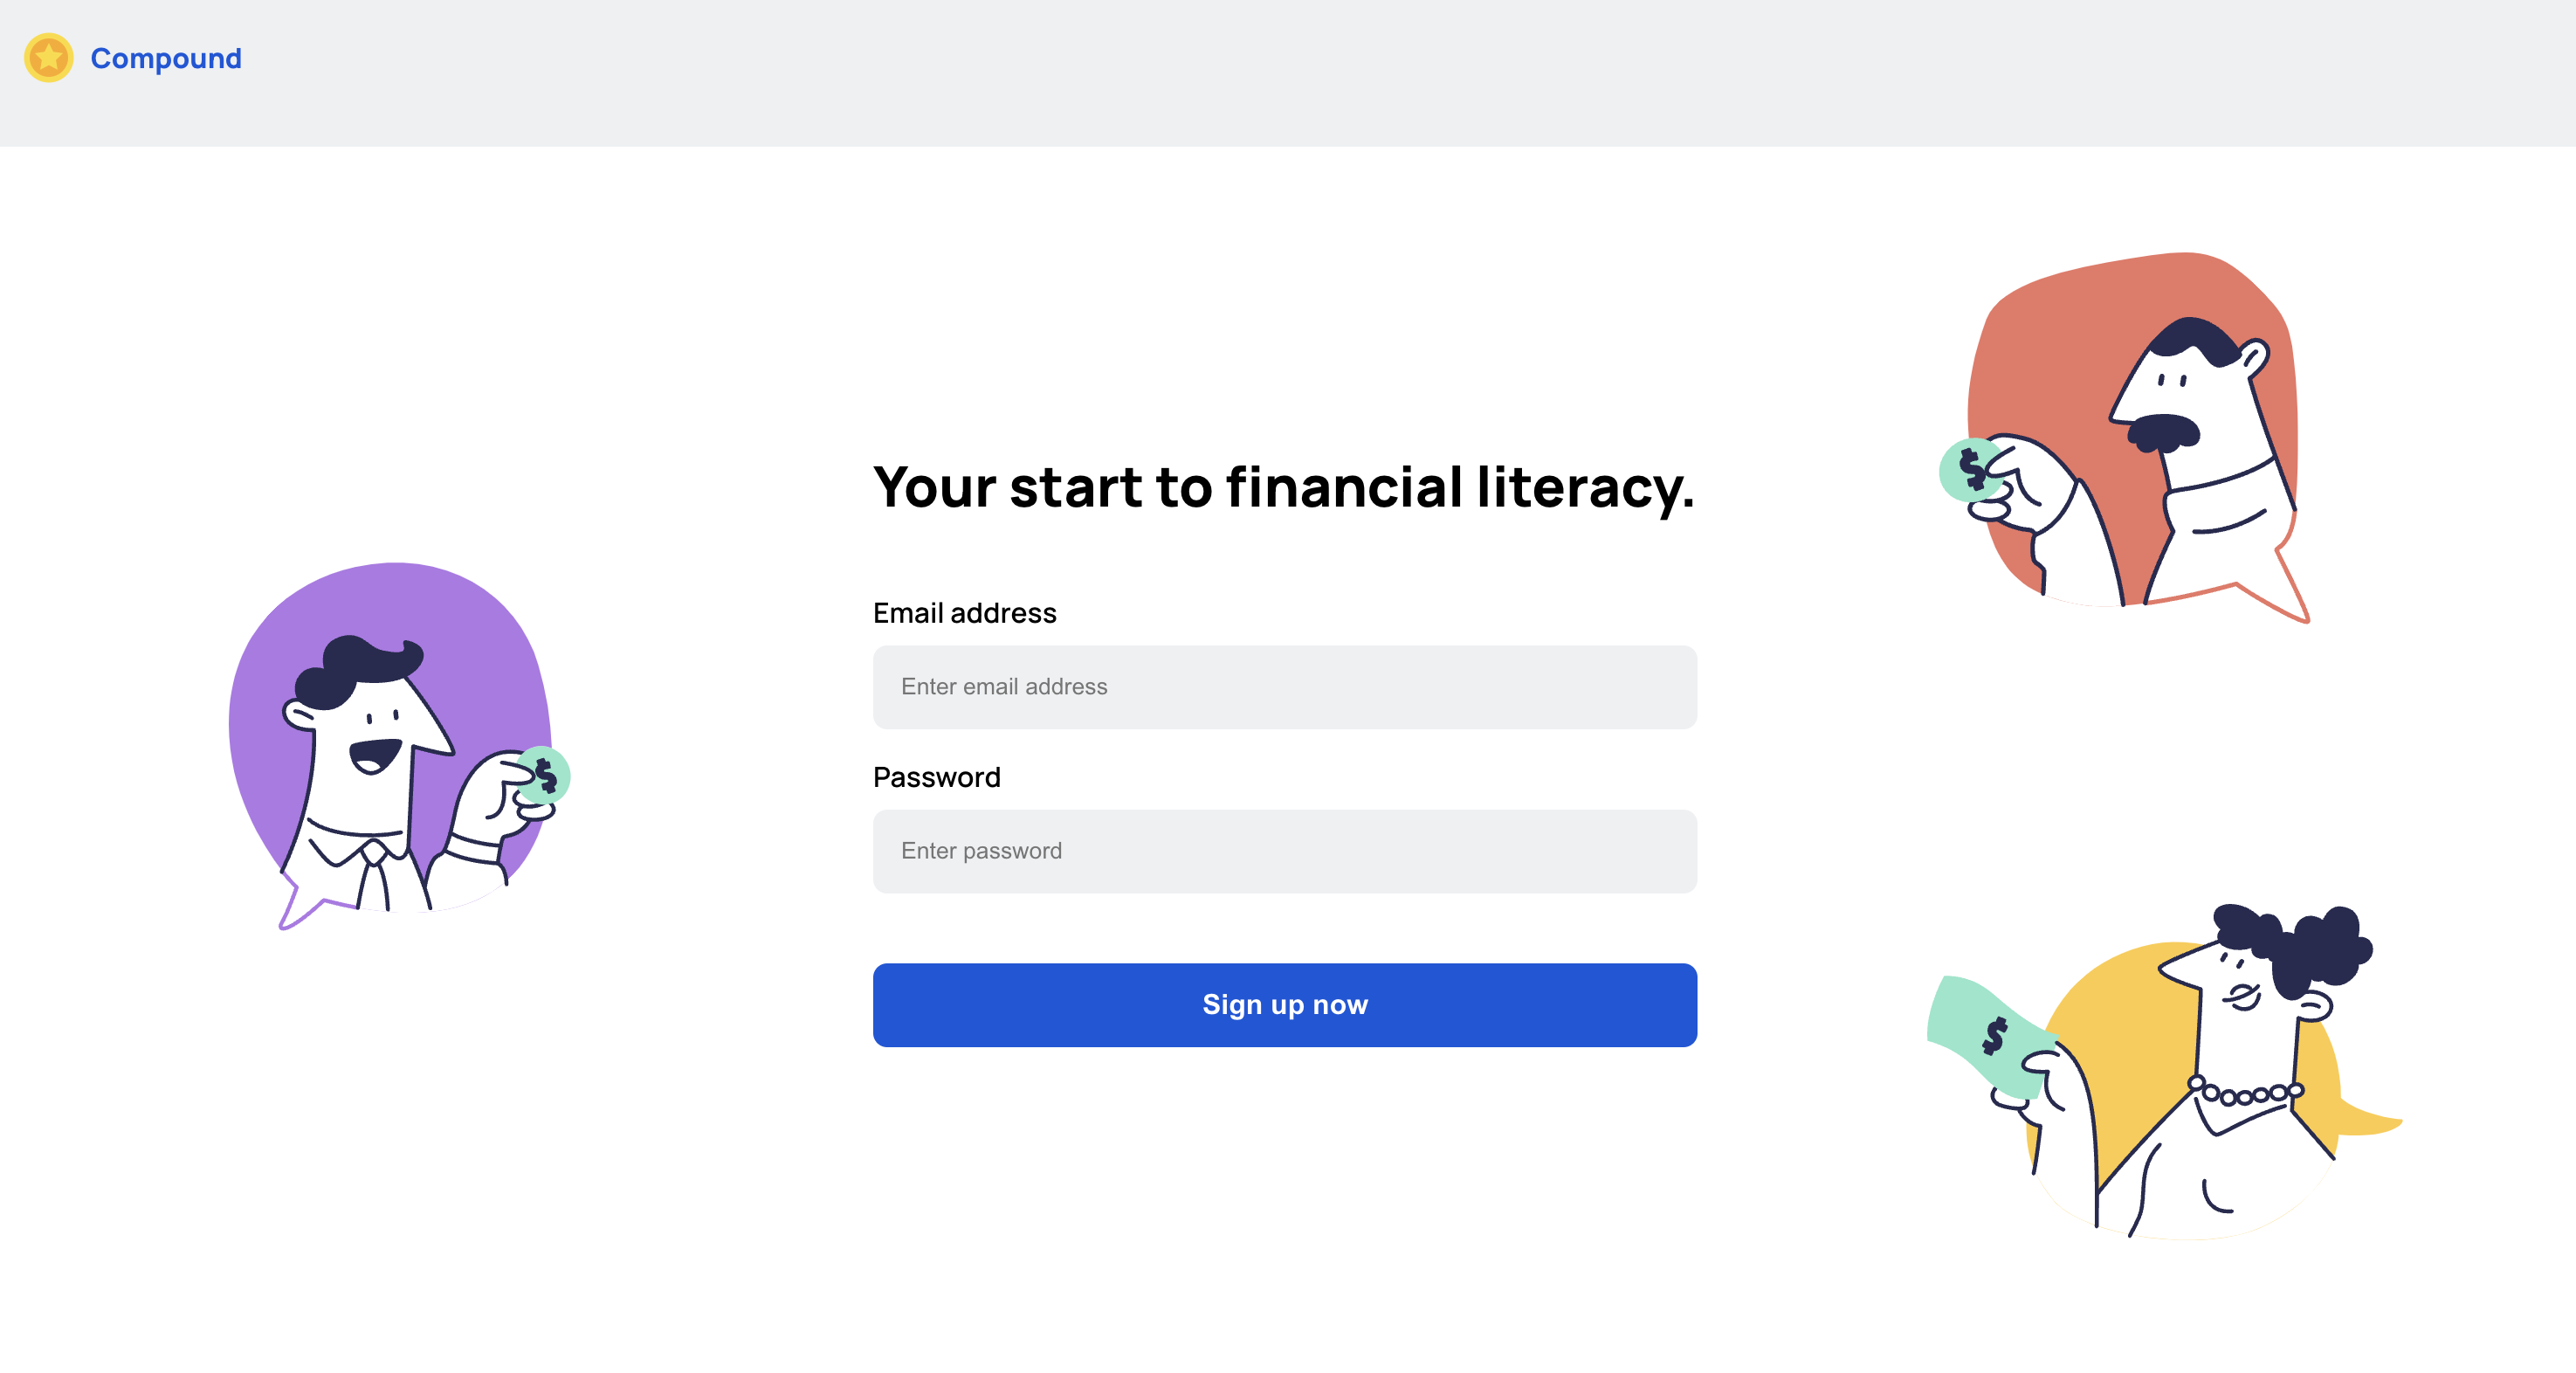 Compound
Your start to financial literacy.
Email address
Enter email address
Password
Enter password
Sign up now
$
$
$